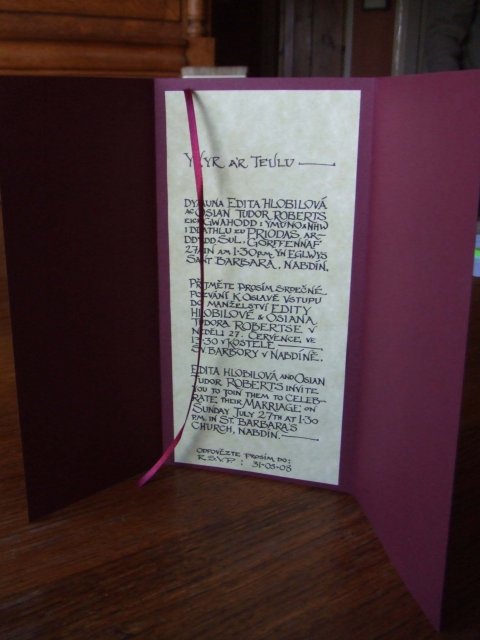 Wŷr a'r Teulu
Dymuna Edita Hlobilová
ac Osian Tudor Roberts
eich gwahodd i ymuno â nhw
i ddathlu eu Priodas ar
ddydd Sul, Gorffennaf
27ain am 1:30p.m. yn Eglwys
Sant Barbara, Nabdín.
Přijměte prosím srdečné
pozvání k oslavě vstupu
do manželství Edity
Hlobilové & Osiana
Tudora Robertse v
neděli 27. Července ve
13:30 v kostele
sv Barbory v Nabdíně.
Edita Hlobilová and Osian
Tudor Roberts invite
you to join them to celeb-
rate their marriage on
Sunday July 27th at 1:30
p.m. in St. Barbara's
Church, Nabdín.
Odpovězte prosím do:
R.S.V.P. : 31-05-08